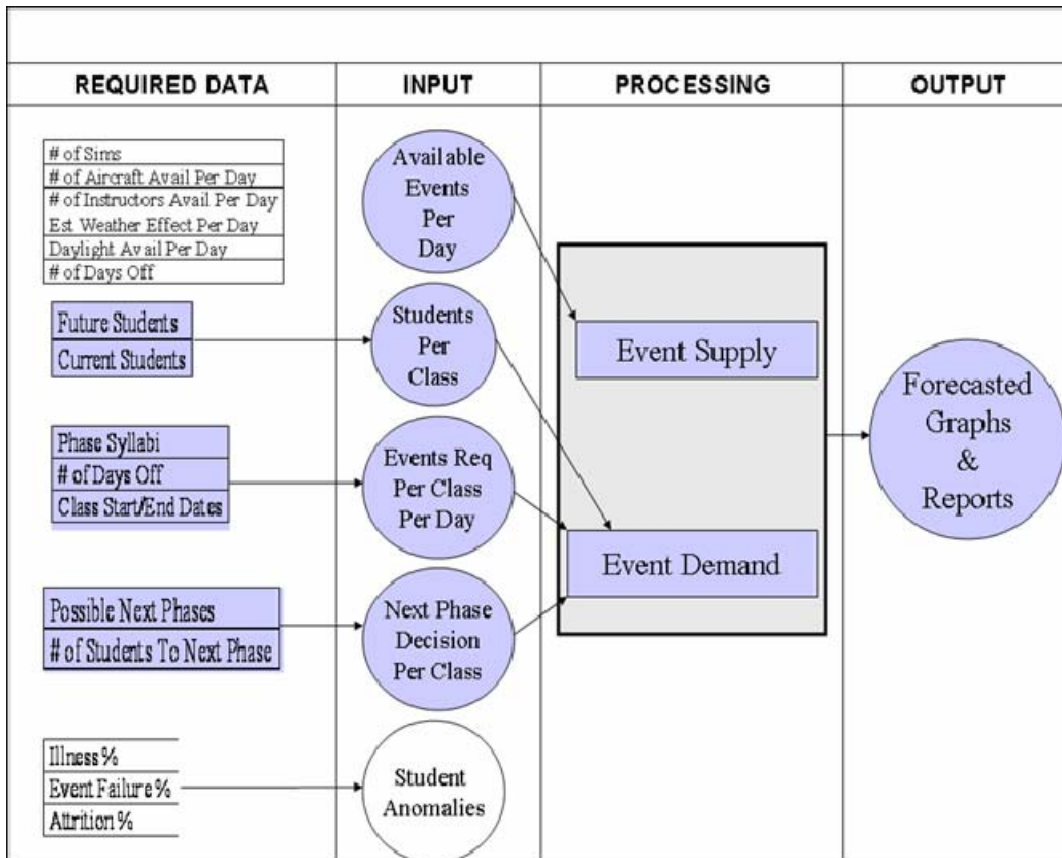 REQUIRED DATA
INPUT
PROCESSING
OUTPUT
# of Sims
# of Aircraft Avail Per Day
# of Instructors Avail Per Day
Est Weather Effect Per Day
Daylight Avail Per Day
# of Days Off
Future Students
Current Students
Phase Syllabi
# of Days Off
Class Start/End Dates
Possible Next Phases
# of Students To Next Phase
Illness %
Event Failure %
Attrition %
Available
Events
Per
Day
Students
Per
Class
Events Req
Per Class
Per Day
Next Phase
Decision
Per Class
Student
Anomalies
Event Supply
Event Demand
Forecasted
Graphs
&
Reports